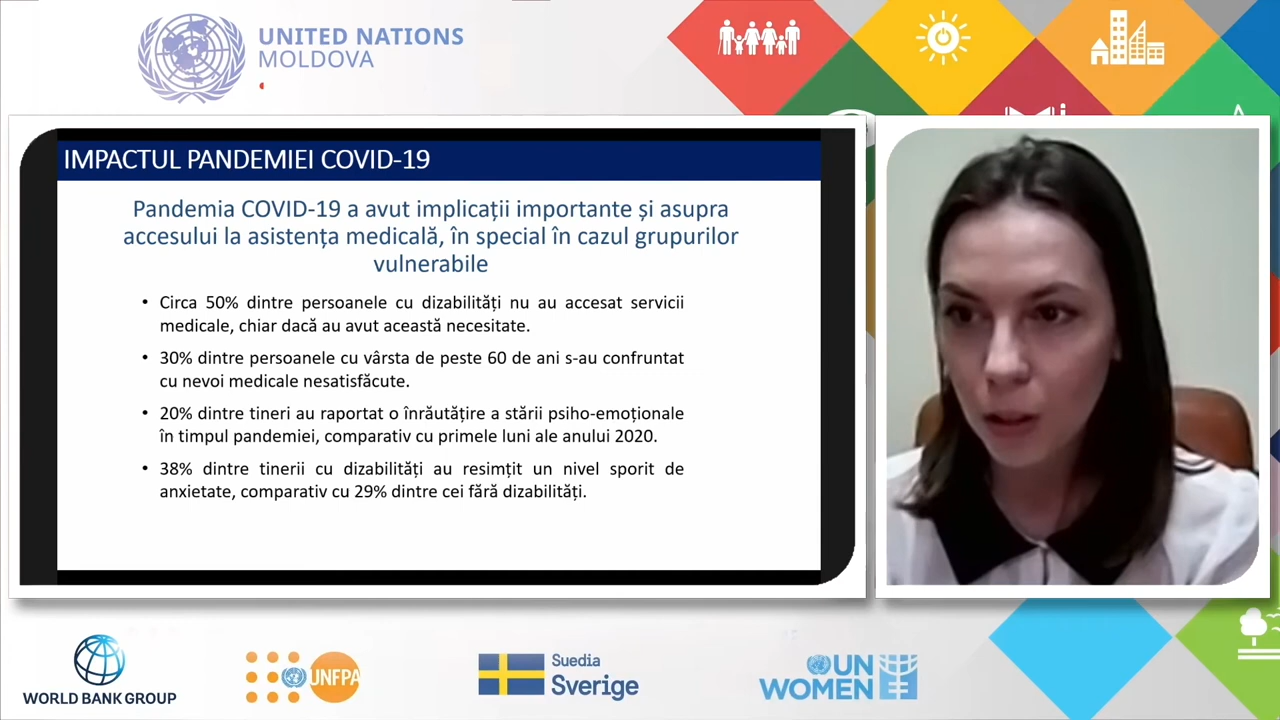 UNITED NATIONS
MOLDOVA
IMPACTUL PANDEMIEI COVID-19
Pandemia COVID-19 a avut implicații importante și asupra
accesului la asistența medicală, în special în cazul grupurilor
vulnerabile
• Circa 50% dintre persoanele cu dizabilități nu au accesat servicii
medicale, chiar dacă au avut această necesitate.
• 30% dintre persoanele cu vârsta de peste 60 de ani s-au confruntat
cu nevoi medicale nesatisfăcute.
• 20% dintre tineri au raportat o înrăutățire a stării psiho-emoționale
în timpul pandemiei, comparativ cu primele luni ale anului 2020.
• 38% dintre tinerii cu dizabilități au resimțit un nivel sporit de
anxietate, comparativ cu 29% dintre cei fără dizabilități.
WORLD BANK GROUP
UNFPA
Suedia
Sverige
UN
WOMEN